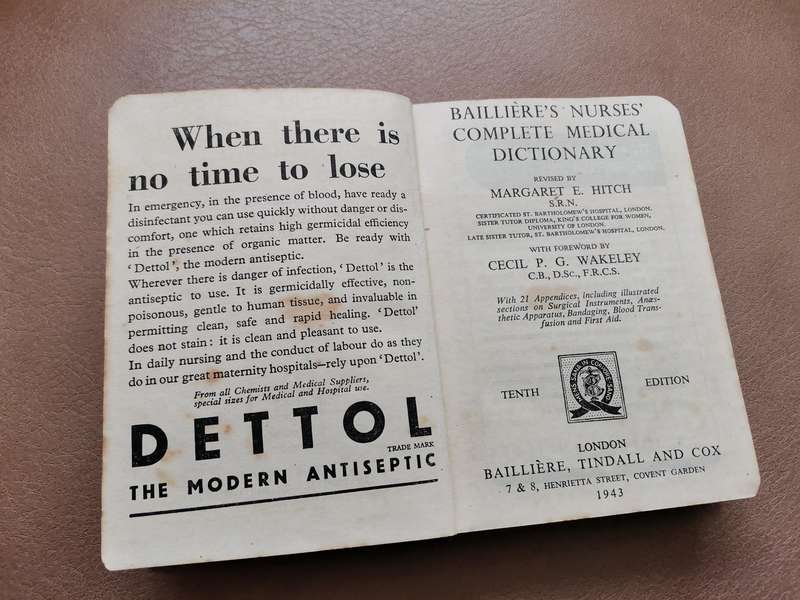 When there is
no time to lose
In emergency, in the presence of blood, have ready a
disinfectant you can use quickly without danger or dis-
comfort, one which retains high germicidal efficiency
in the presence of organic matter. Be ready with
‘Dettol’, the modern antiseptic.
Wherever there is danger of infection, ‘Dettol’ is the
antiseptic to use. It is germicidally effective, non-
poisonous, gentle to human tissue, and invaluable in
permitting clean, safe and rapid healing. ‘Dettol’
does not stain: it is clean and pleasant to use.
In daily nursing and the conduct of labour do as they
do in our great maternity hospitals—rely upon ‘Dettol’.
From all Chemists and Medical Suppliers,
special sizes for Medical and Hospital use.
DETTOL
TRADE MARK
THE MODERN ANTISEPTIC
BAILLIÈRE'S NURSES'
COMPLETE MEDICAL
DICTIONARY
REVISED BY
MARGARET E. HITCH
S.R.N.
CERTIFICATED ST. BARTHOLOMEW'S HOSPITAL, LONDON.
SISTER TUTOR DIPLOMA, KING'S COLLEGE FOR WOMEN,
UNIVERSITY OF LONDON.
LATE SISTER TUTOR, ST. BARTHOLOMEW'S HOSPITAL, LONDON.
WITH FOREWORD BY
CECIL P. G. WAKELEY
C.B., D.SC., F.R.C.S.
With 21 Appendices, including illustrated
sections on Surgical Instruments, Anæs-
thetic Apparatus, Bandaging, Blood Trans-
fusion and First Aid.
MENS SANA IN CORPORE SANO
TENTH EDITION
LONDON
BAILLIÈRE, TINDALL AND COX
7 & 8, HENRIETTA STREET, COVENT GARDEN
1943